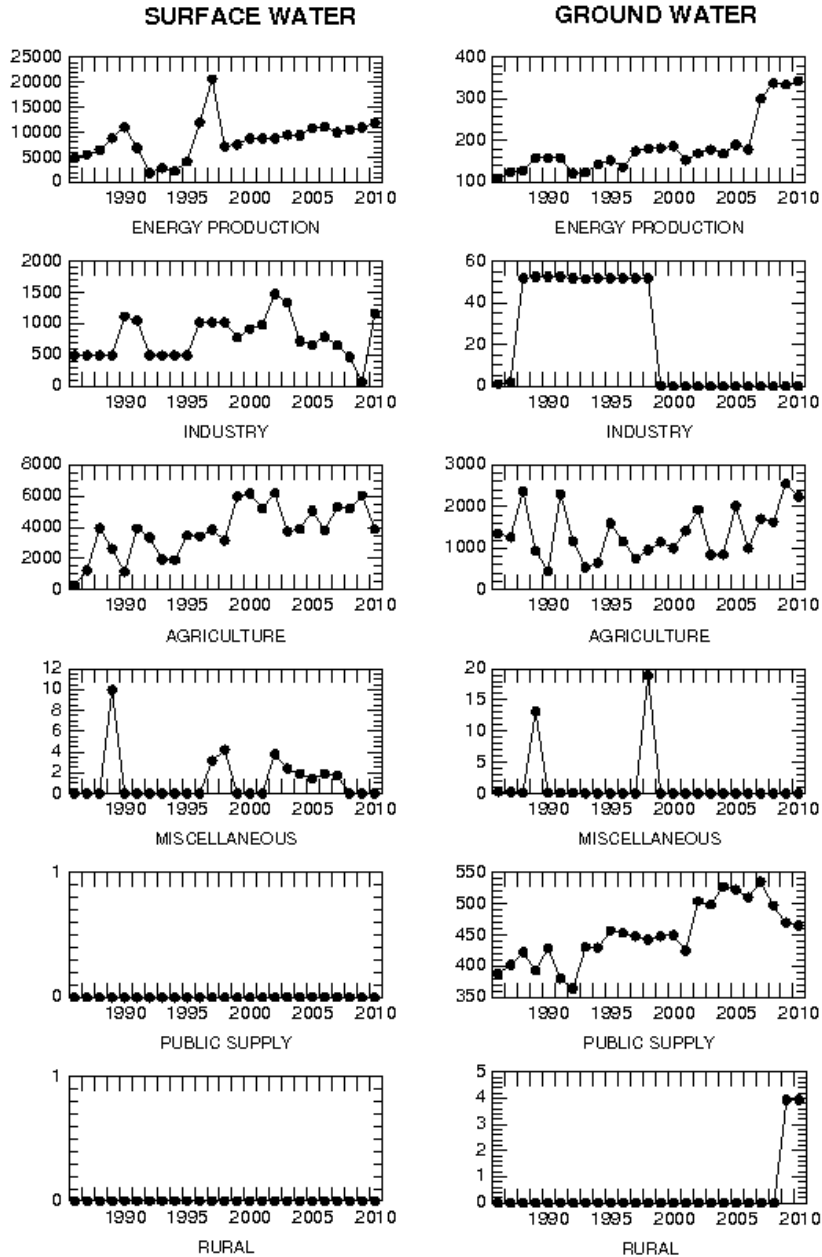 SURFACE WATER
GROUND WATER
25000
20000
15000
10000
5000
0
1990 1995 2000 2005 2010
ENERGY PRODUCTION
400
300
200
100
1990 1995 2000 2005 2010
ENERGY PRODUCTION
2000
1500
1000
500
0
1990 1995 2000 2005 2010
INDUSTRY
60
40
20
0
1990 1995 2000 2005 2010
INDUSTRY
8000
6000
4000
2000
0
1990 1995 2000 2005 2010
AGRICULTURE
3000
2000
1000
0
1990 1995 2000 2005 2010
AGRICULTURE
12
10
8
6
4
2
0
1990 1995 2000 2005 2010
MISCELLANEOUS
20
15
10
5
0
1990 1995 2000 2005 2010
MISCELLANEOUS
1
0
1990 1995 2000 2005 2010
PUBLIC SUPPLY
550
500
450
400
350
1990 1995 2000 2005 2010
PUBLIC SUPPLY
1
0
1990 1995 2000 2005 2010
RURAL
5
4
3
2
1
0
1990 1995 2000 2005 2010
RURAL